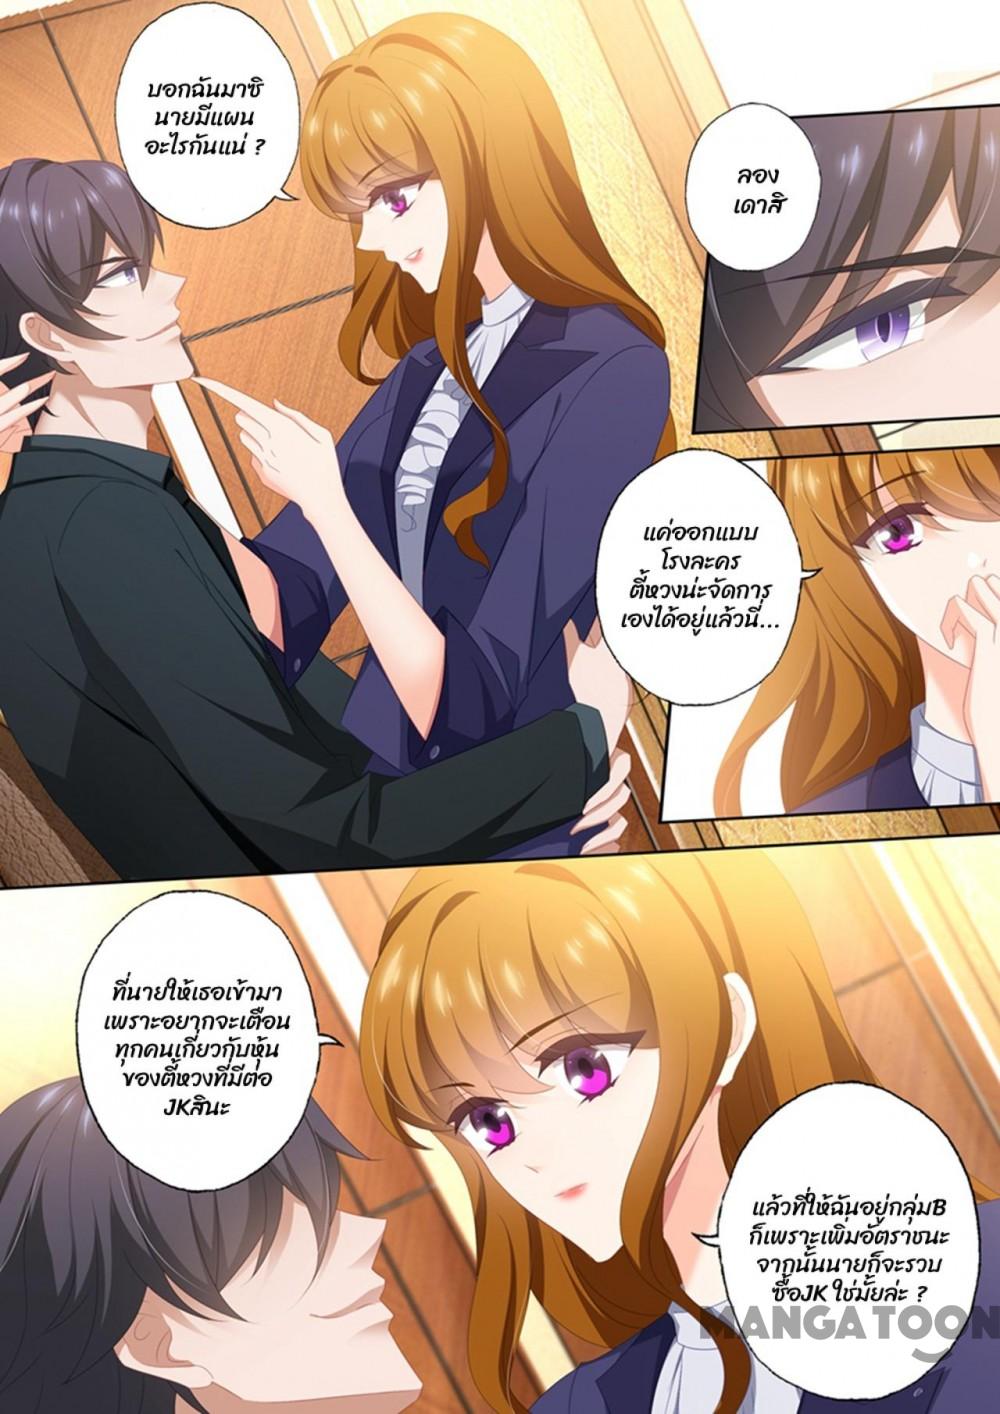 บอกฉันมาซิ
นายมีแผน
อะไรกันแน่ ?
ลอง
เดาสิ
แค่ออกแบบ
โรงละคร
ตี้หวงน่ะจัดการ
เองได้อยู่แล้วนี่...
ที่นายให้เธอเข้ามา
เพราะอยากจะเตือน
ทุกคนเกี่ยวกับหุ้น
ของตี้หวงที่มีต่อ
JKสินะ
แล้วที่ให้ฉันอยู่กลุ่มB
ก็เพราะเพิ่มอัตราชนะ
จากนั้นนายก็จะรวบ
ซื้อJK ใช่มั้ยล่ะ ?
MANGATOON